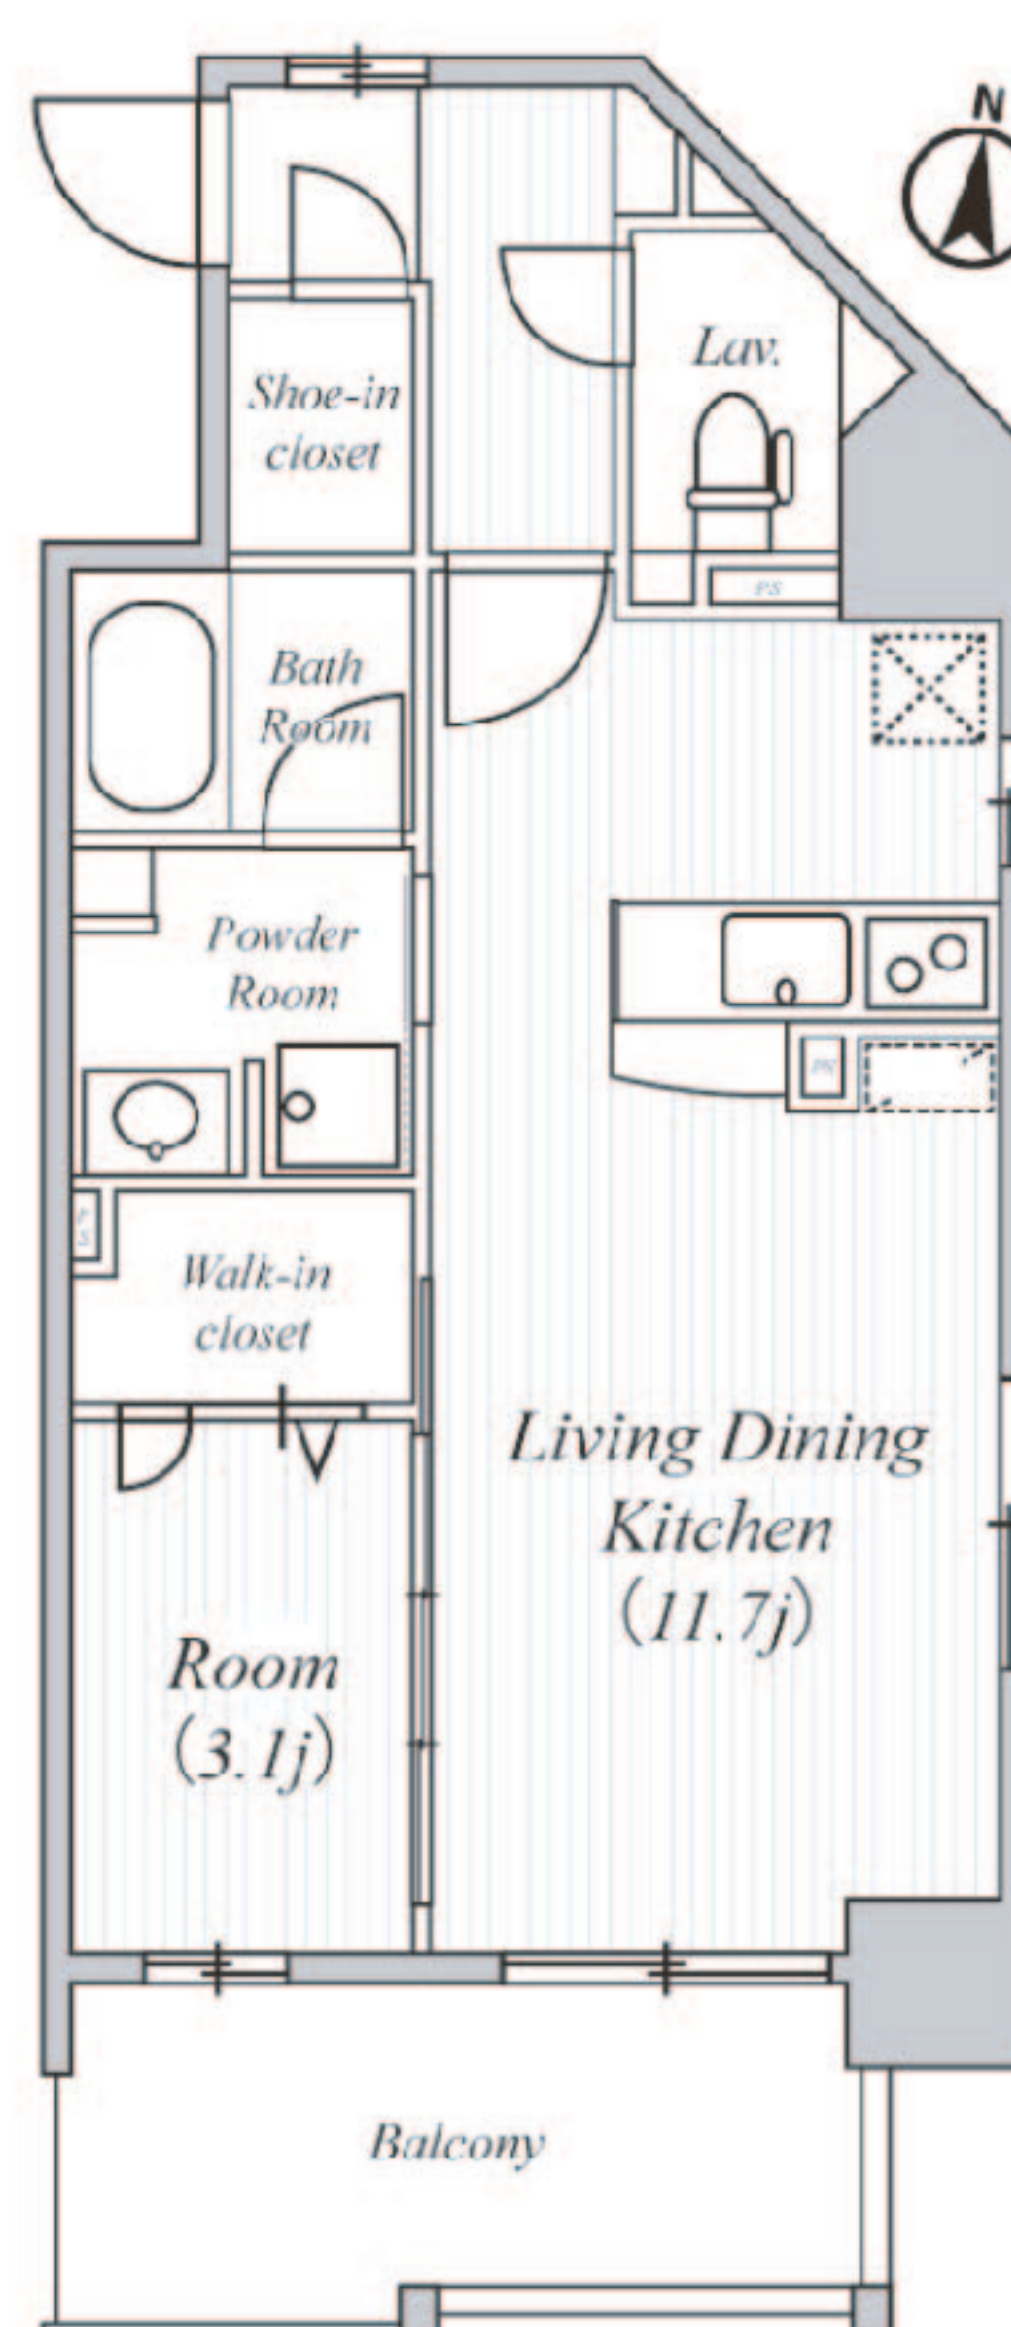 N
Lav.
Shoe-in
closet
PS
Bath
Room
Powder
Room
PS
Walk-in
closet
Living Dining
Kitchen
(11.7j)
Room
(3.1j)
Balcony